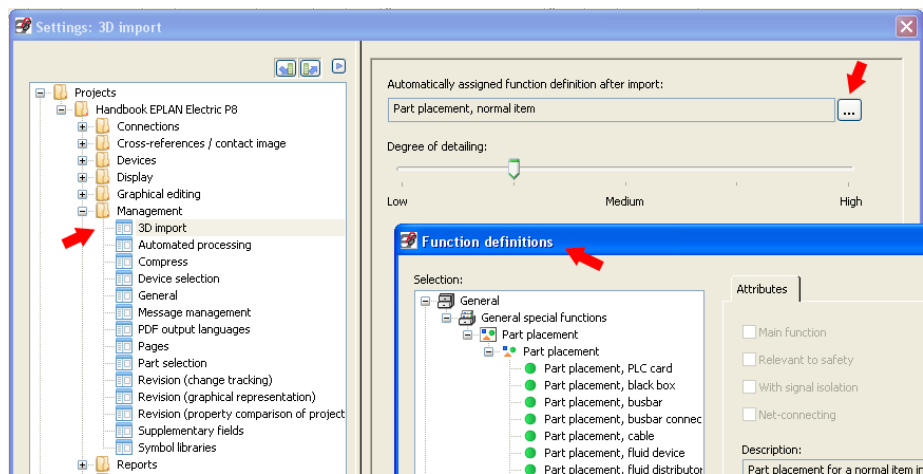 Settings: 3D import
Projects
Handbook EPLAN Electric P8
Connections
Cross-references / contact image
Devices
Display
Graphical editing
Management
3D import
Automated processing
Compress
Device selection
General
Message management
PDF output languages
Pages
Part selection
Revision (change tracking)
Revision (graphical representation)
Revision (property comparison of project
Supplementary fields
Symbol libraries
Reports
Automatically assigned function definition after import:
Part placement, normal item
...
Degree of detailing:
Low Medium High
Function definitions
Selection:
General
General special functions
Part placement
Part placement
Part placement, PLC card
Part placement, black box
Part placement, busbar
Part placement, busbar connec
Part placement, cable
Part placement, fluid device
Part placement, fluid distributor
Attributes
Main function
Relevant to safety
With signal isolation
Net-connecting
Description:
Part placement for a normal item in